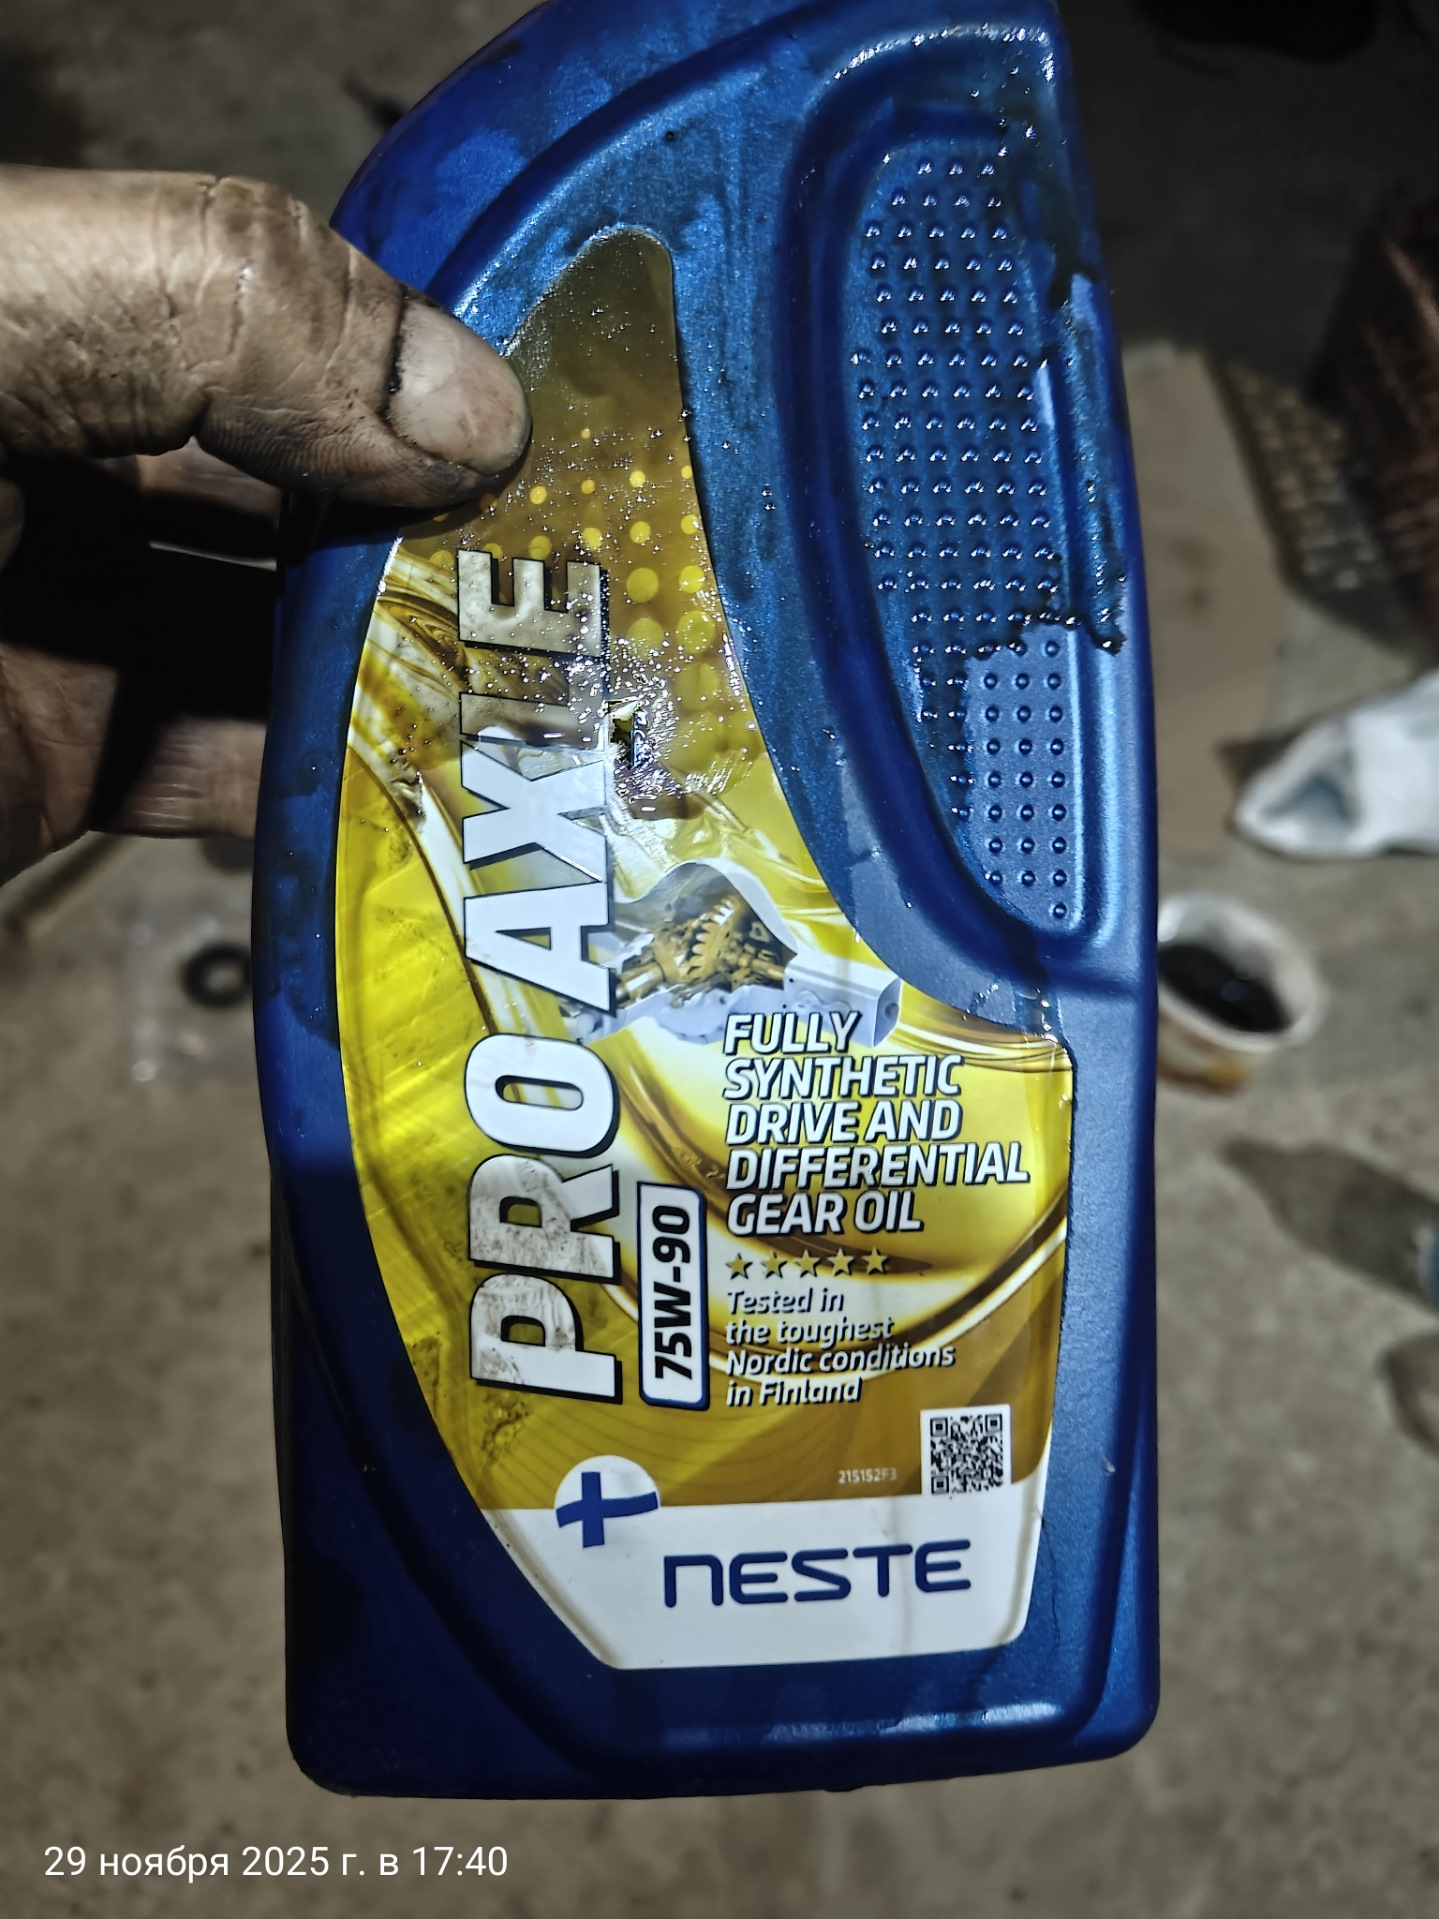 PRO AXLE
75W-90
FULLY
SYNTHETIC
DRIVE AND
DIFFERENTIAL
GEAR OIL
Tested in
the toughest
Nordic conditions
in Finland
215152F3
NESTE
29 ноября 2025 г. в 17:40